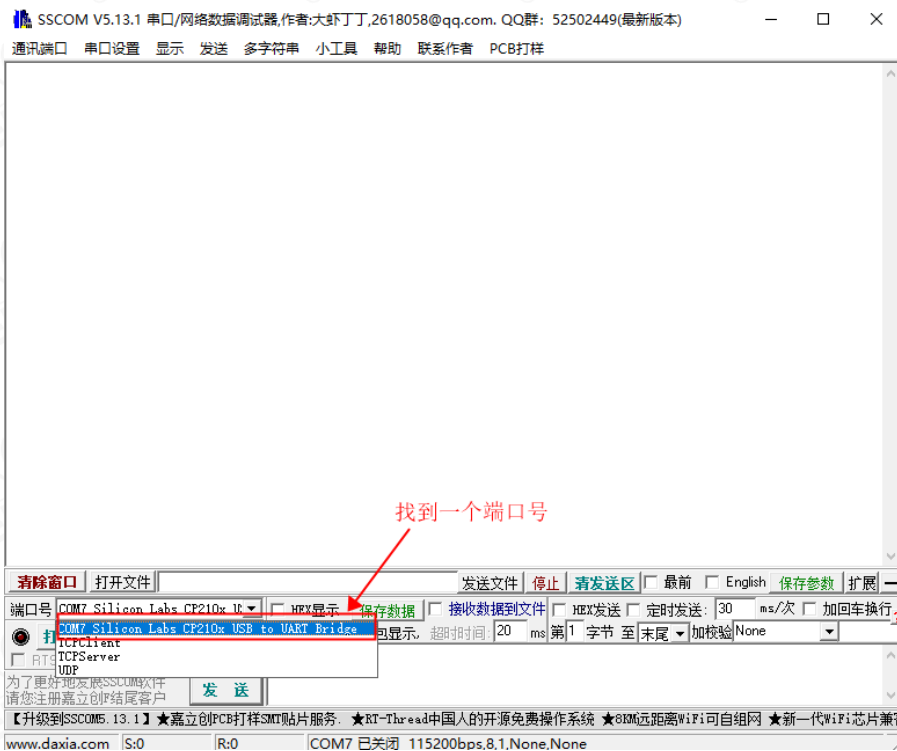 SSCOM V5.13.1 串口/网络数据调试器,作者:大虾丁丁,2618058@qq.com. QQ群: 52502449(最新版本)
通讯端口 串口设置 显示 发送 多字符串 小工具 帮助 联系作者 PCB打样
找到一个端口号
清除窗口 打开文件 发送文件 停止 清发送区 最前 English 保存参数 扩展
端口号 COM7 Silicon Labs CP210x U HEX显示 保存数据 接收数据到文件 HEX发送 定时发送: 30 ms/次 加回车换行
COM7 Silicon Labs CP210x USB to UART Bridge 包显示, 超时时间: 20 ms 第1 字节 至 末尾 加校验 None
TCPClient
TCPServer
RTS UDP
为了更好地发展SSCOM软件
请您注册嘉立创F结尾客户 发 送
【升级到SSCOM5.13.1】★嘉立创PCB打样SMT贴片服务. ★RT-Thread中国人的开源免费操作系统 ★8KM远距离WiFi可自组网 ★新一代WiFi芯片兼
www.daxia.com S:0 R:0 COM7 已关闭 115200bps,8,1,None,None